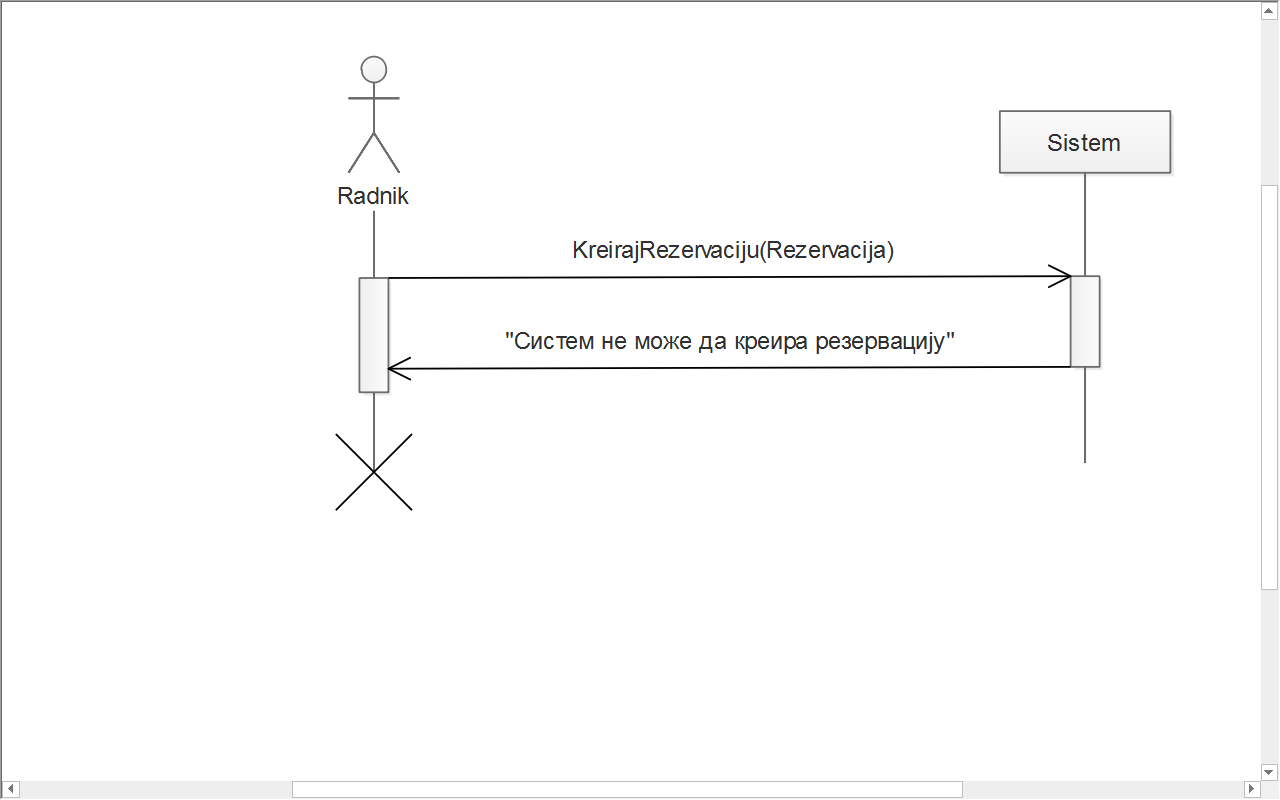 Sistem
Radnik
KreirajRezervaciju(Rezervacija)
"Систем не може да креира резервацију"